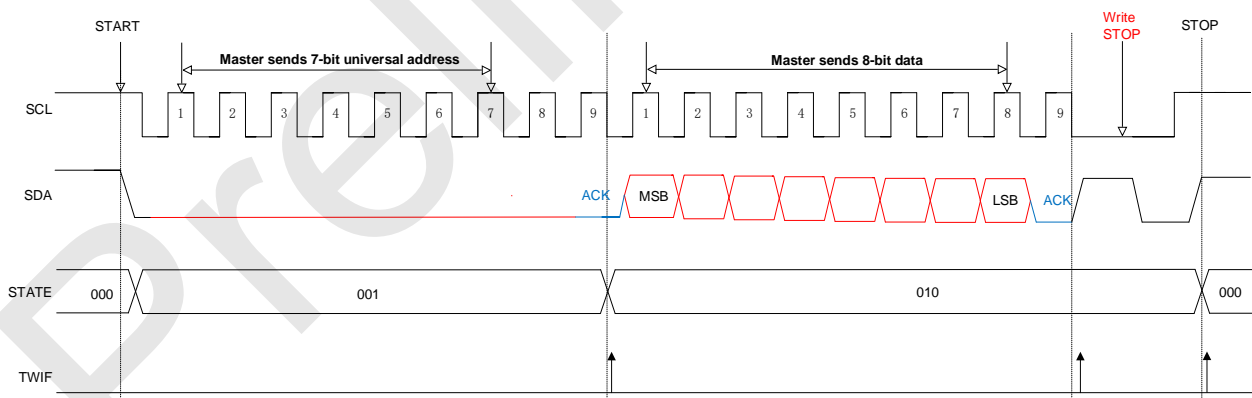 START
Write
STOP
STOP
Master sends 7-bit universal address
Master sends 8-bit data
SCL
1 2 3 4 5 6 7 8 9 1 2 3 4 5 6 7 8 9
SDA
ACK MSB LSB ACK
STATE
000 001 010 000
TWIF